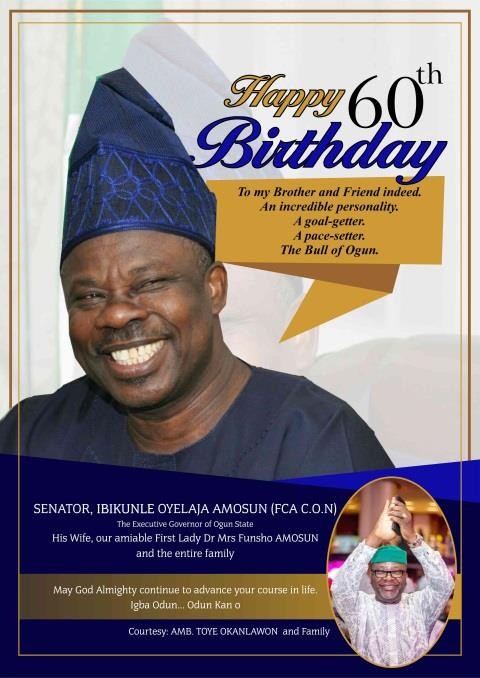 Happy 60th
Birthday
To my Brother and Friend indeed.
An incredible personality.
A goal-getter.
A pace-setter.
The Bull of Ogun.
SENATOR, IBIKUNLE OYELAJA AMOSUN (FCA C.O.N)
The Executive Governor of Ogun State
His Wife, our amiable First Lady Dr Mrs Funsho AMOSUN
and the entire family
May God Almighty continue to advance your course in life.
Igba Odun... Odun Kan o
Courtesy: AMB. TOYE OKANLAWON and Family